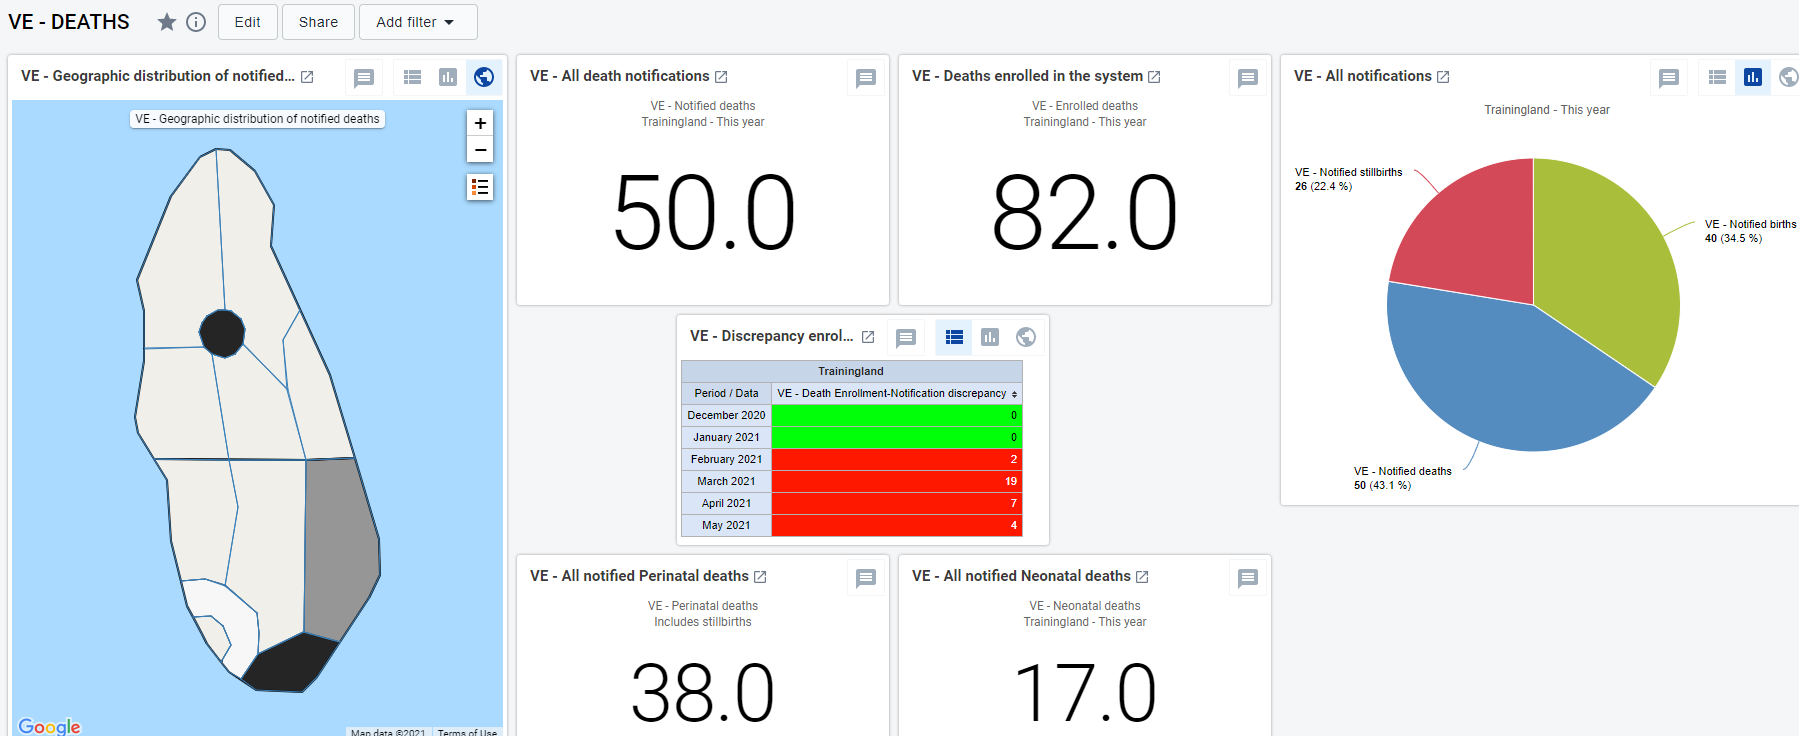 VE - DEATHS
Edit
Share
Add filter
VE - Geographic distribution of notified...
VE - Geographic distribution of notified deaths
+
−
Google
Map data ©2021
Terms of Use
VE - All death notifications
VE - Notified deaths
Trainingland - This year
50.0
VE - Deaths enrolled in the system
VE - Enrolled deaths
Trainingland - This year
82.0
VE - Discrepancy enrol...
Trainingland
Period / Data VE - Death Enrollment-Notification discrepancy
December 2020 0
January 2021 0
February 2021 2
March 2021 19
April 2021 7
May 2021 4
VE - All notified Perinatal deaths
VE - Perinatal deaths
Includes stillbirths
38.0
VE - All notified Neonatal deaths
VE - Neonatal deaths
Trainingland - This year
17.0
VE - All notifications
Trainingland - This year
VE - Notified stillbirths
26 (22.4 %)
VE - Notified births
40 (34.5 %)
VE - Notified deaths
50 (43.1 %)